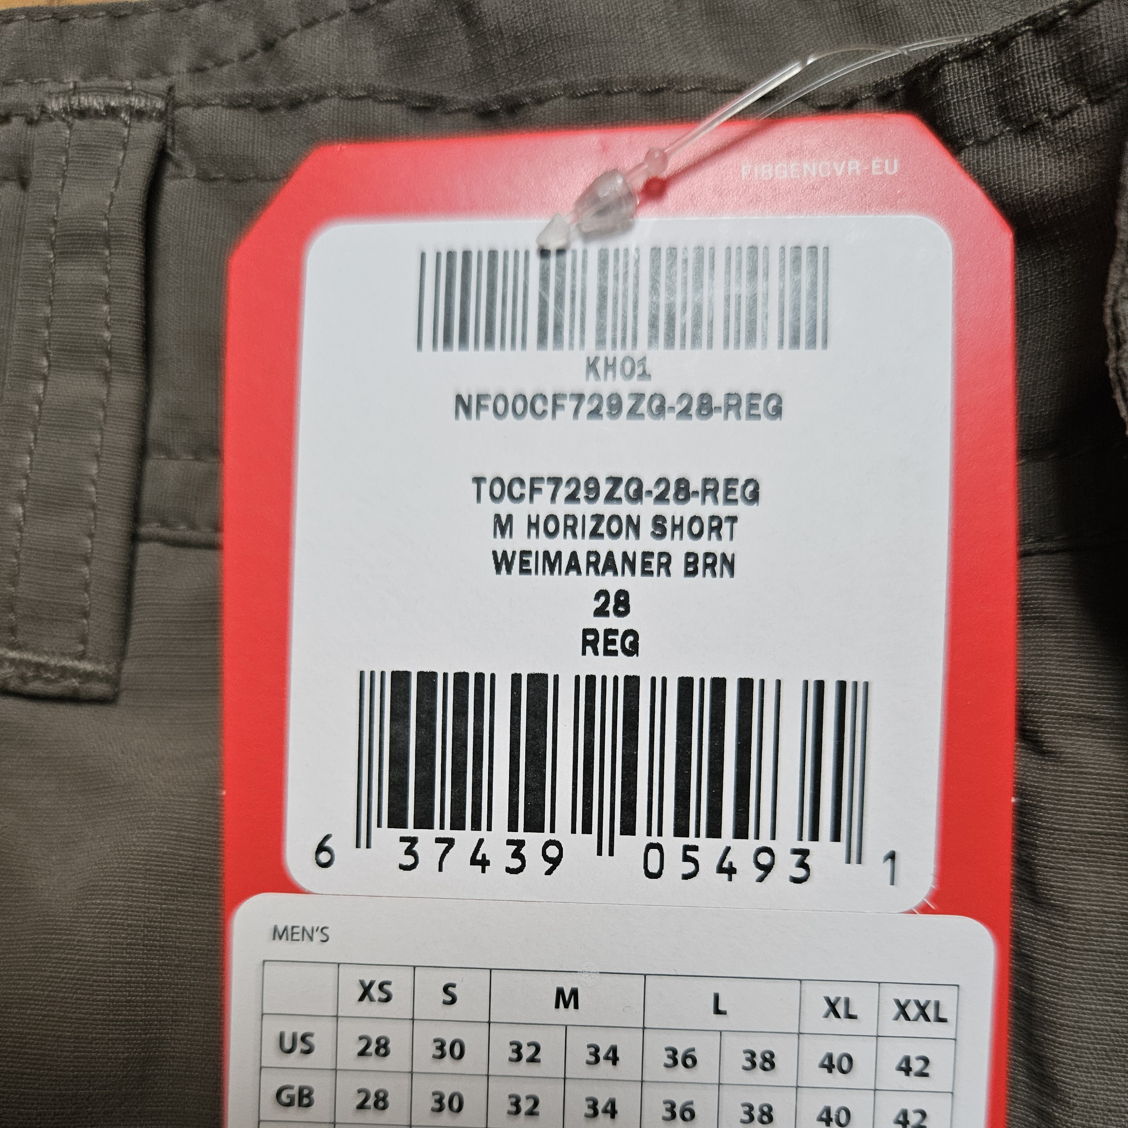 FIBGENCVR-EU
KH01
NF00CF729ZG-28-REG
T0CF729ZG-28-REG
M HORIZON SHORT
WEIMARANER BRN
28
REG
6 37439 05493 1
MEN'S
XS S M L XL XXL
US 28 30 32 34 36 38 40 42
GB 28 30 32 34 36 38 40 42